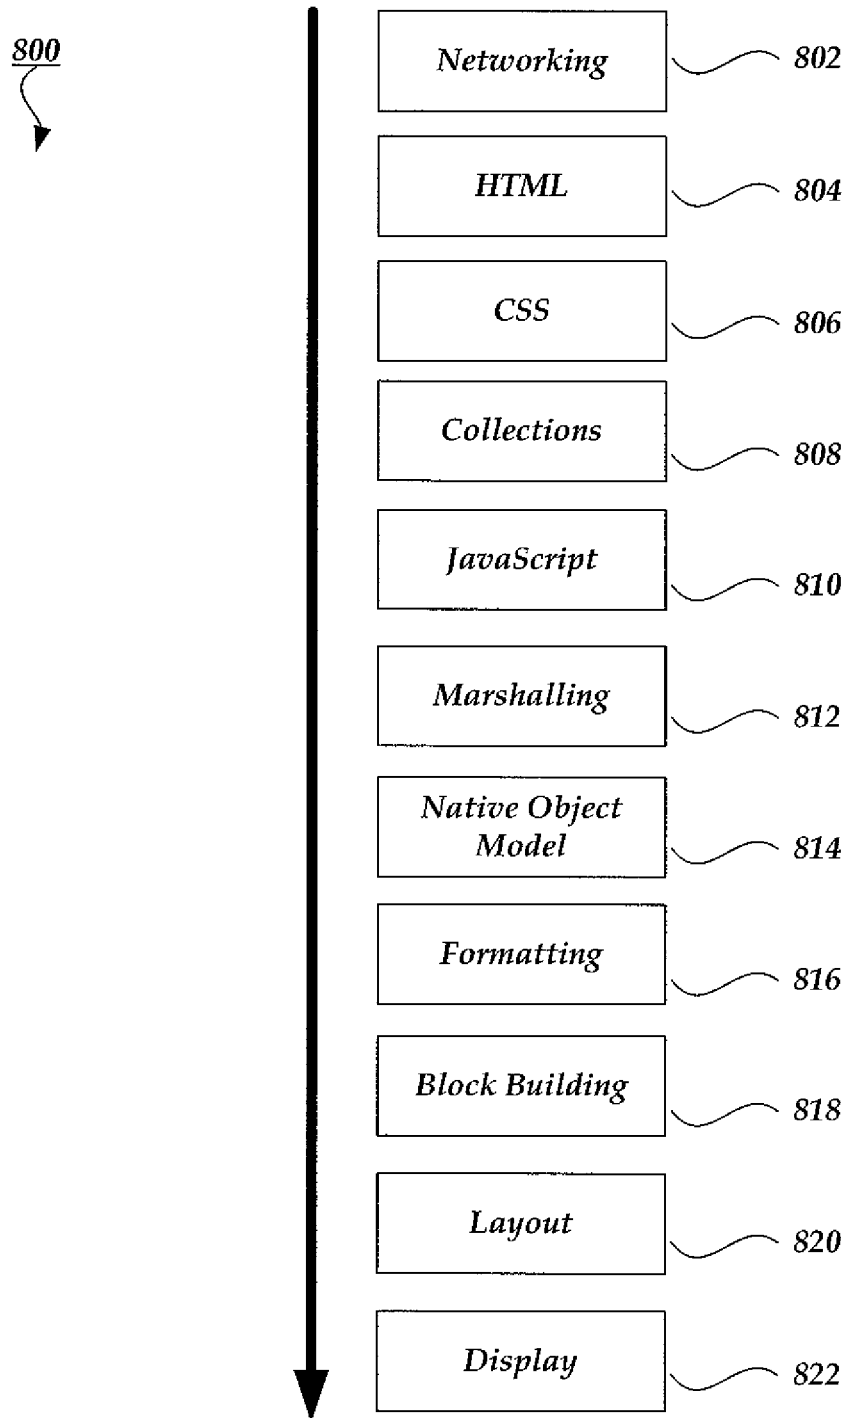 800
Networking 802
HTML 804
CSS 806
Collections 808
JavaScript 810
Marshalling 812
Native Object
Model 814
Formatting 816
Block Building 818
Layout 820
Display 822